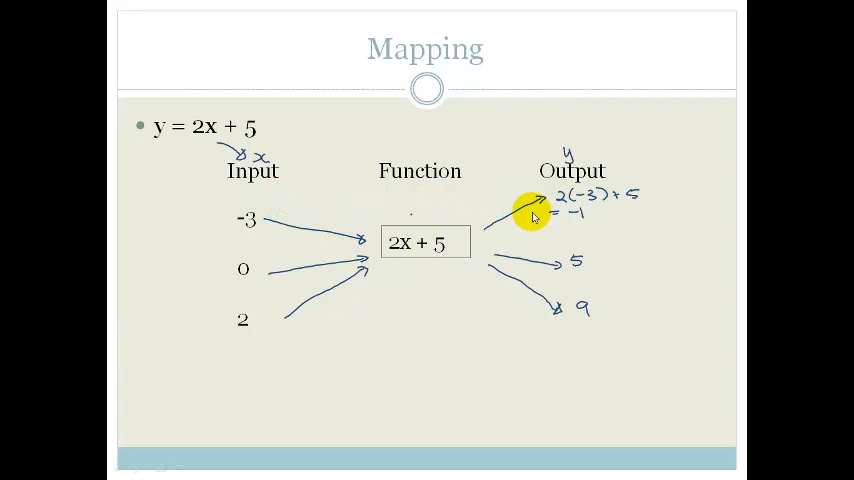 Mapping
y = 2x + 5
x
y
Input Function Output
2(-3) + 5
-3
= -1
2x + 5
0
5
2
9